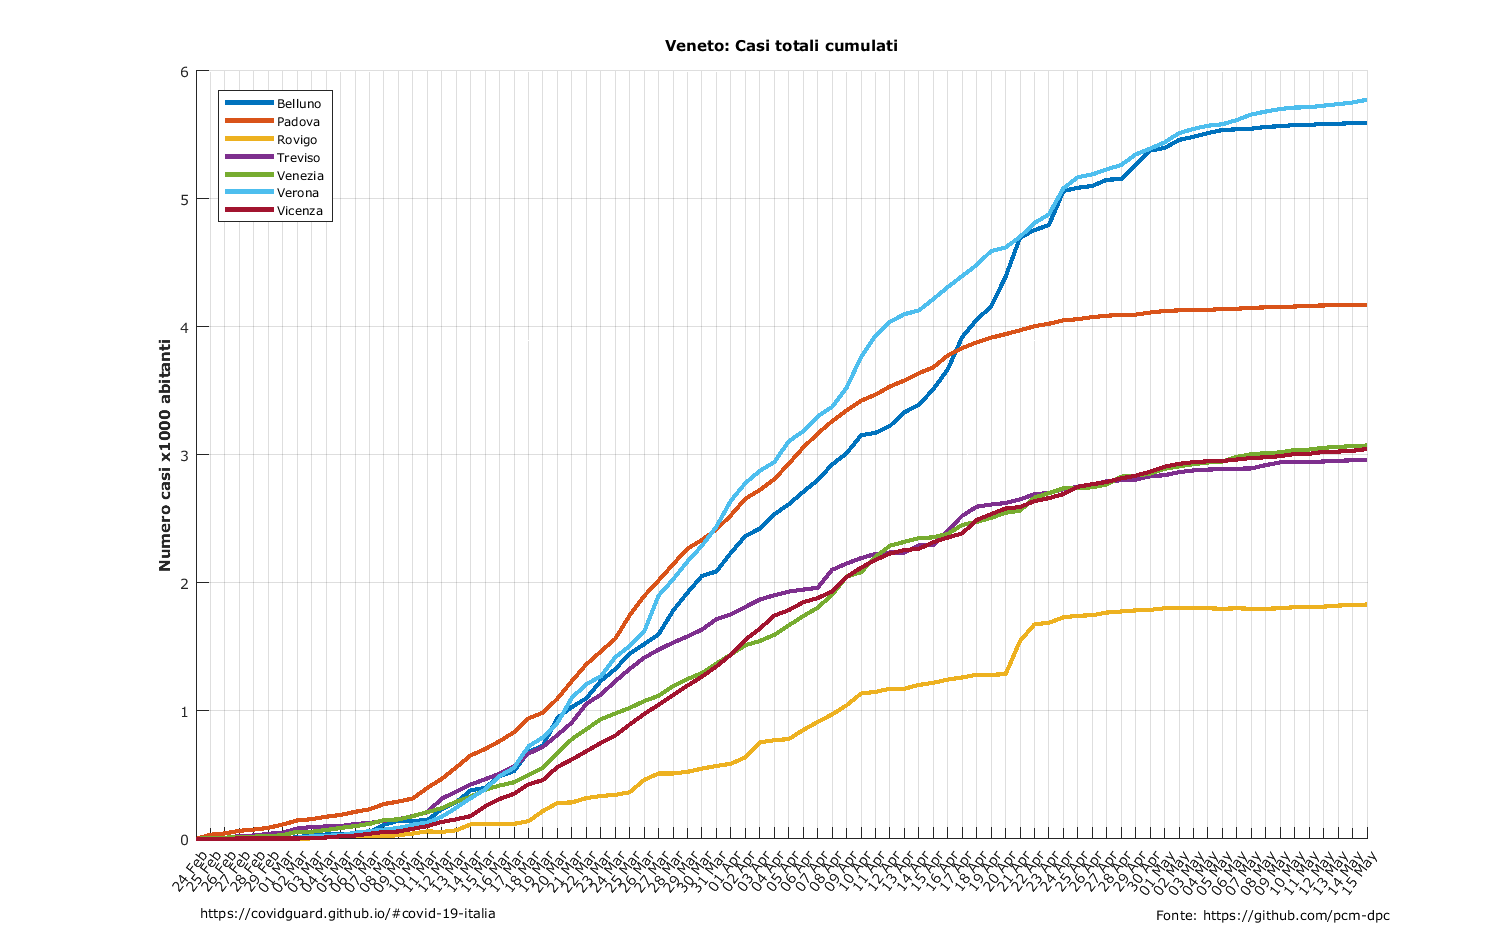 Veneto: Casi totali cumulati
6
5
4
3
2
1
0
Numero casi x1000 abitanti
Belluno
Padova
Rovigo
Treviso
Venezia
Verona
Vicenza
24 Feb
25 Feb
26 Feb
27 Feb
28 Feb
29 Feb
01 Mar
02 Mar
03 Mar
04 Mar
05 Mar
06 Mar
07 Mar
08 Mar
09 Mar
10 Mar
11 Mar
12 Mar
13 Mar
14 Mar
15 Mar
16 Mar
17 Mar
18 Mar
19 Mar
20 Mar
21 Mar
22 Mar
23 Mar
24 Mar
25 Mar
26 Mar
27 Mar
28 Mar
29 Mar
30 Mar
31 Mar
01 Apr
02 Apr
03 Apr
04 Apr
05 Apr
06 Apr
07 Apr
08 Apr
09 Apr
10 Apr
11 Apr
12 Apr
13 Apr
14 Apr
15 Apr
16 Apr
17 Apr
18 Apr
19 Apr
20 Apr
21 Apr
22 Apr
23 Apr
24 Apr
25 Apr
26 Apr
27 Apr
28 Apr
29 Apr
30 Apr
01 May
02 May
03 May
04 May
05 May
06 May
07 May
08 May
09 May
10 May
11 May
12 May
13 May
14 May
15 May
https://covidguard.github.io/#covid-19-italia
Fonte: https://github.com/pcm-dpc